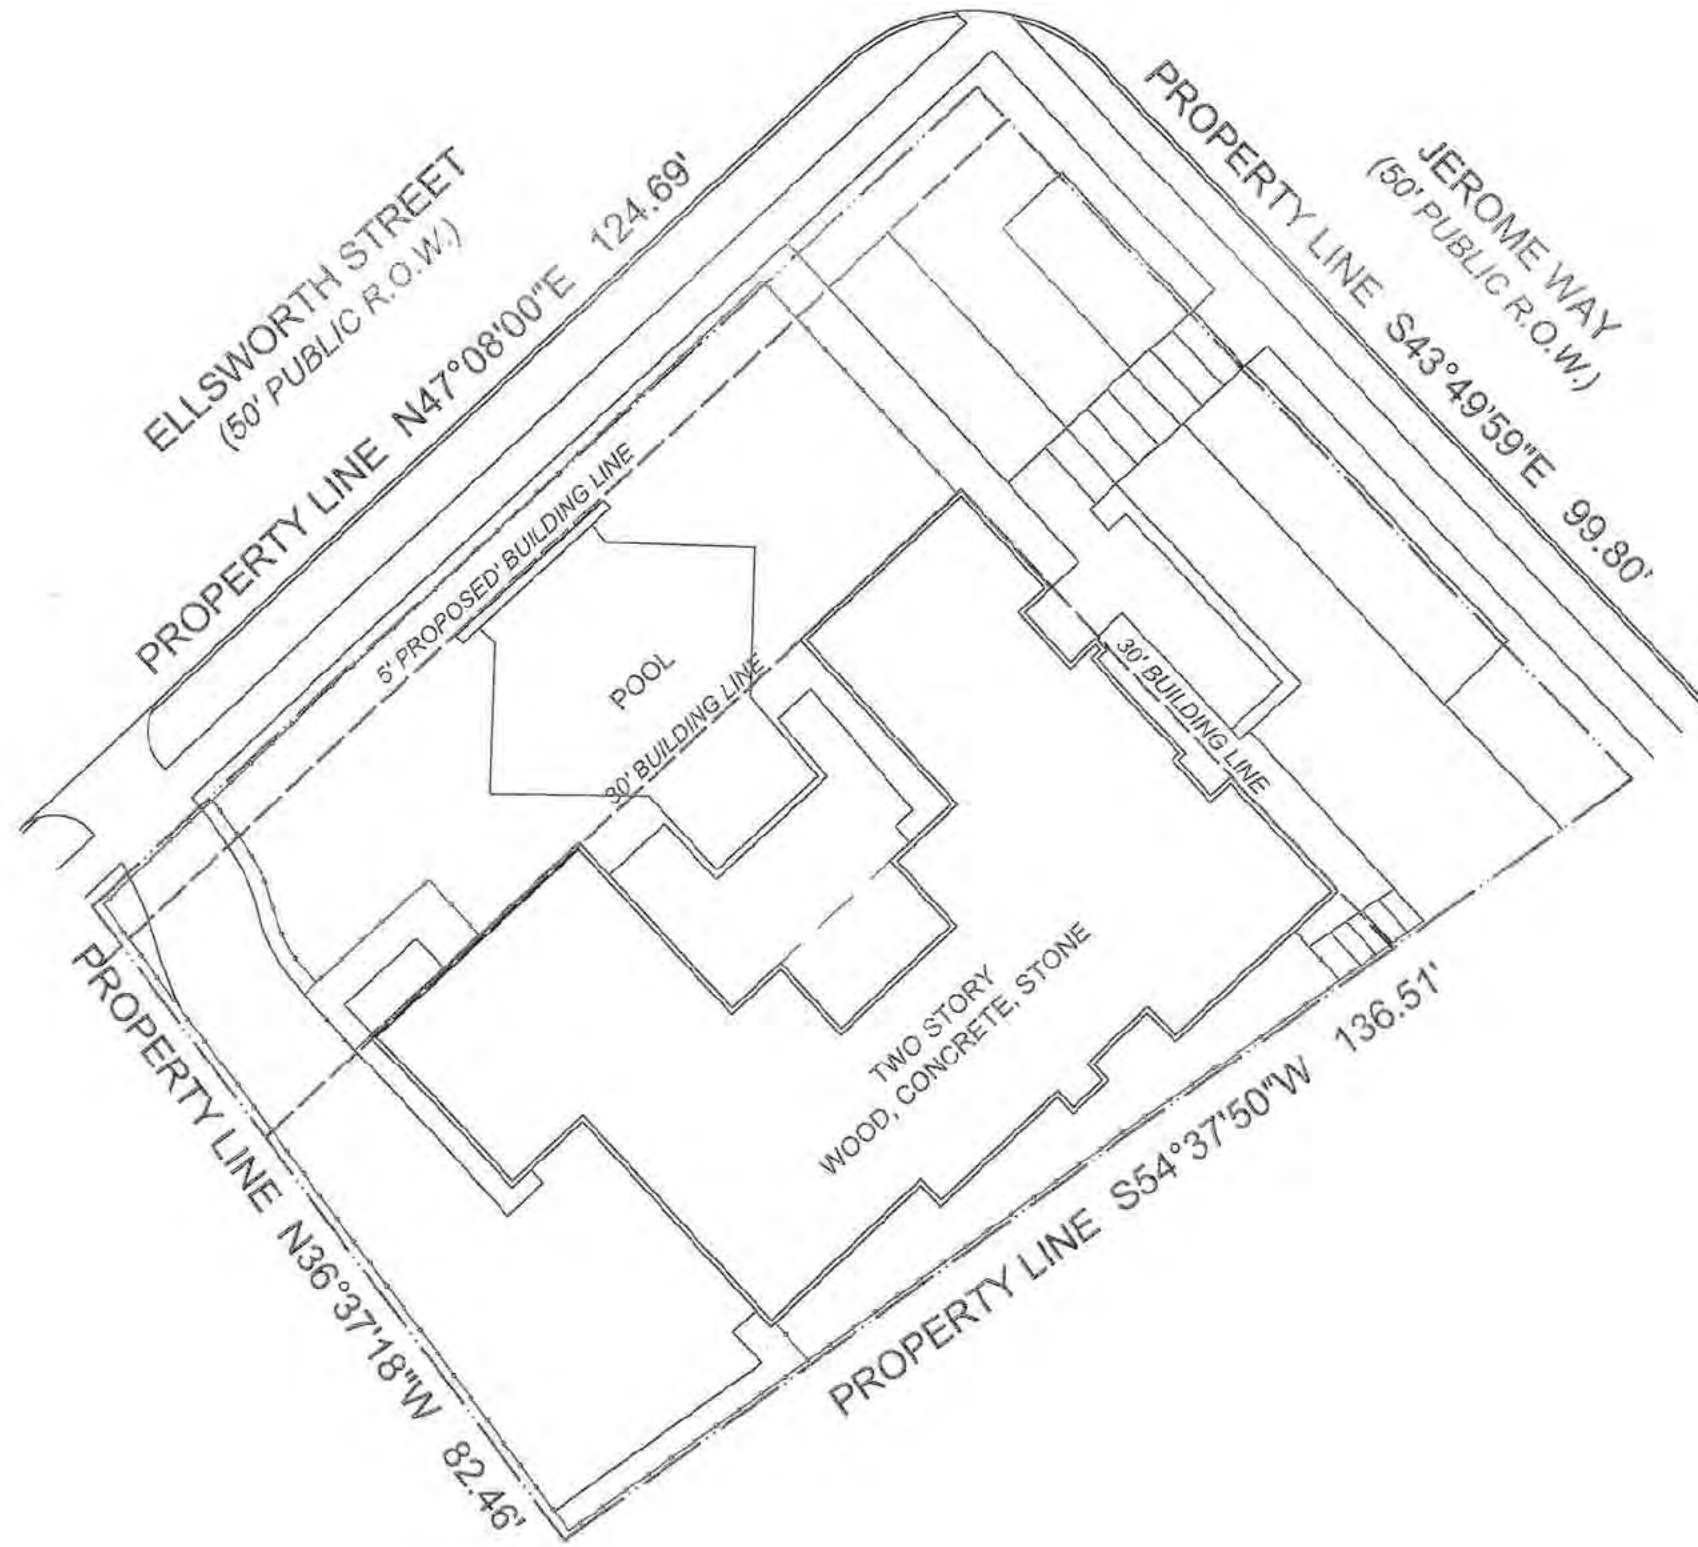 ELLSWORTH STREET
(50' PUBLIC R.O.W.)
PROPERTY LINE N47°08'00"E 124.69'
JEROME WAY
(50' PUBLIC R.O.W.)
PROPERTY LINE S43°49'59"E 99.80'
5' PROPOSED' BUILDING LINE
POOL
30' BUILDING LINE
30' BUILDING LINE
TWO STORY
WOOD, CONCRETE, STONE
PROPERTY LINE N36°37'18"W 82.46'
PROPERTY LINE S54°37'50"W 136.51'